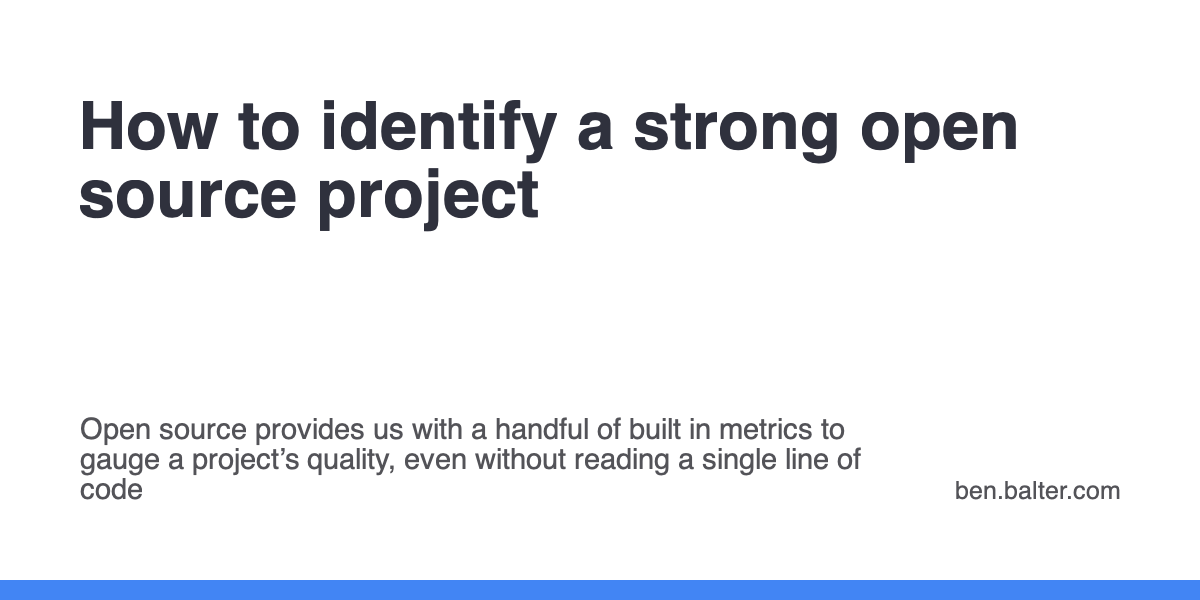 How to identify a strong open
source project
Open source provides us with a handful of built in metrics to
gauge a project’s quality, even without reading a single line of
code
ben.balter.com